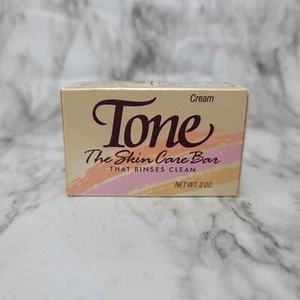 Cream
Tone
The Skin Care Bar
THAT RINSES CLEAN
NET WT 2 OZ.